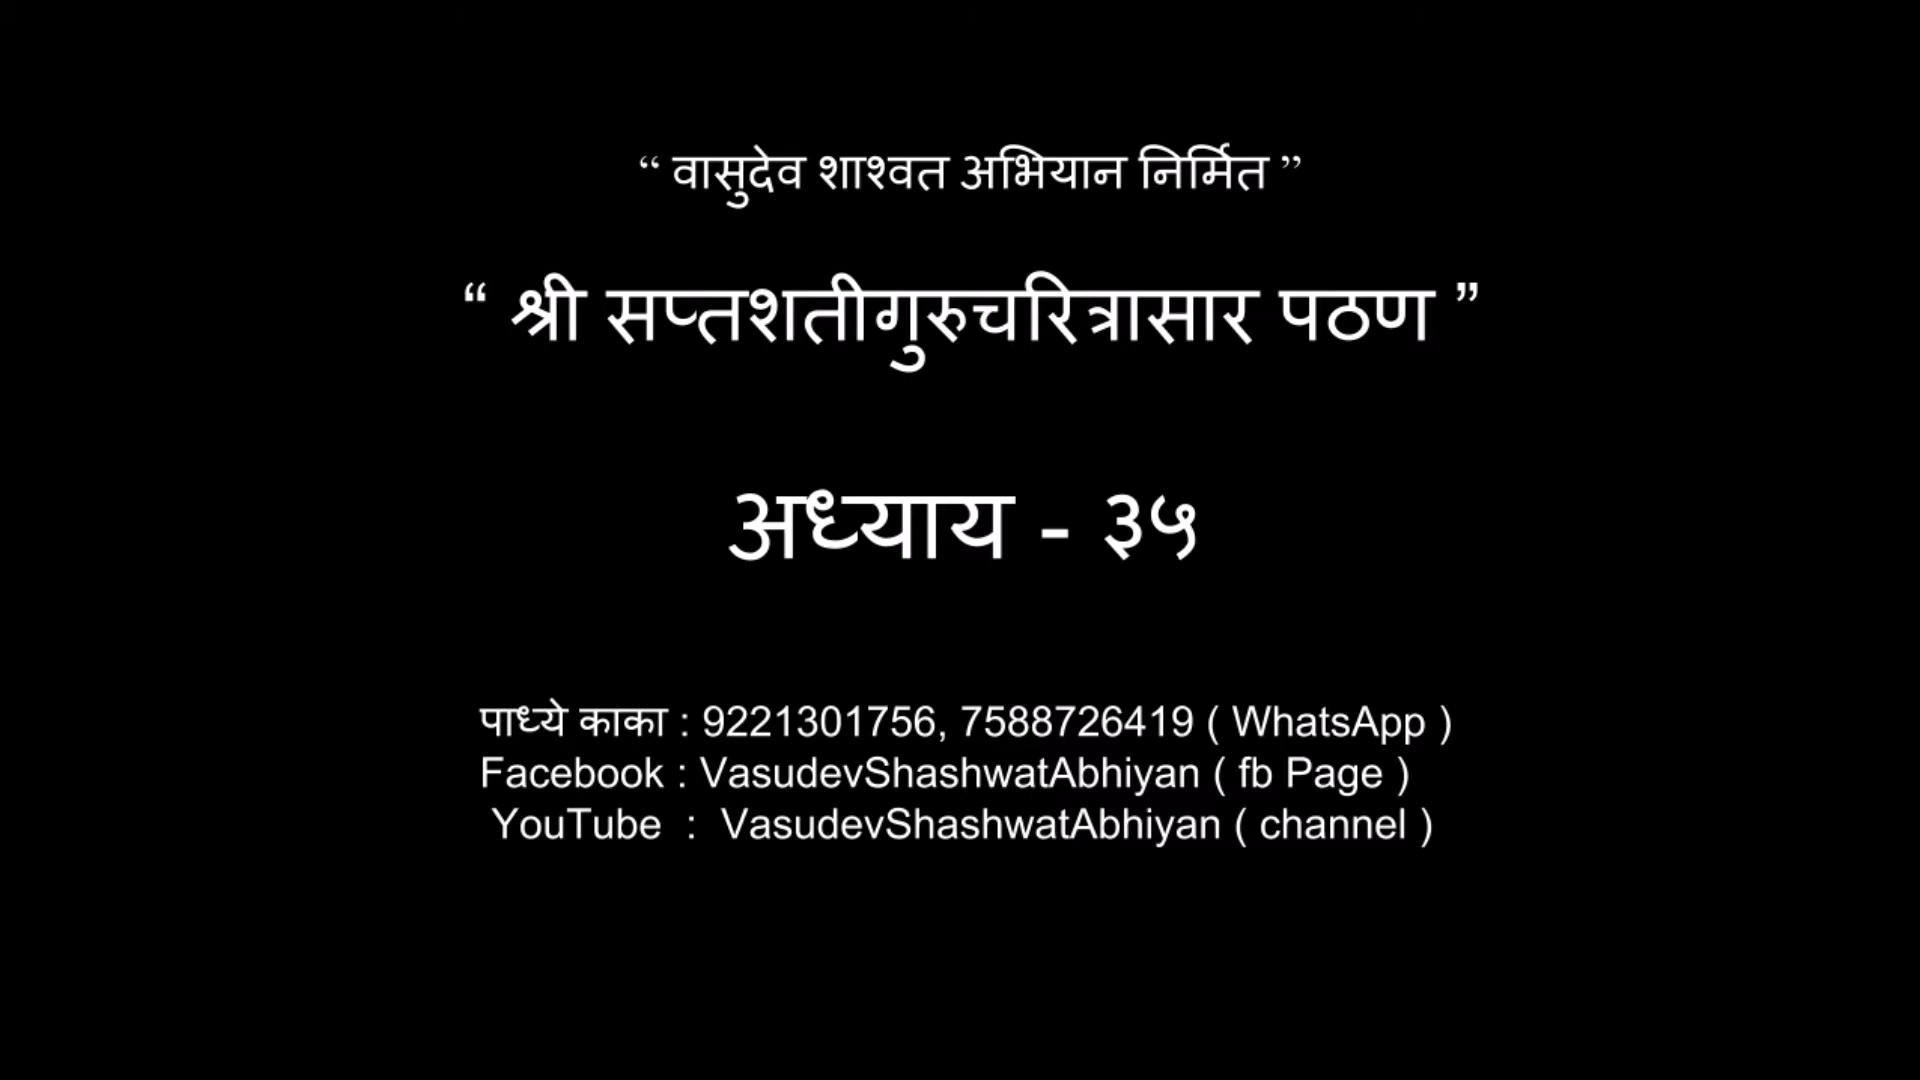 “ वासुदेव शाश्वत अभियान निर्मित ”
“ श्री सप्तशतीगुरुचरित्रासार पठण ”
अध्याय - ३५
पाध्ये काका : 9221301756, 7588726419 ( WhatsApp )
Facebook : VasudevShashwatAbhiyan ( fb Page )
YouTube : VasudevShashwatAbhiyan ( channel )